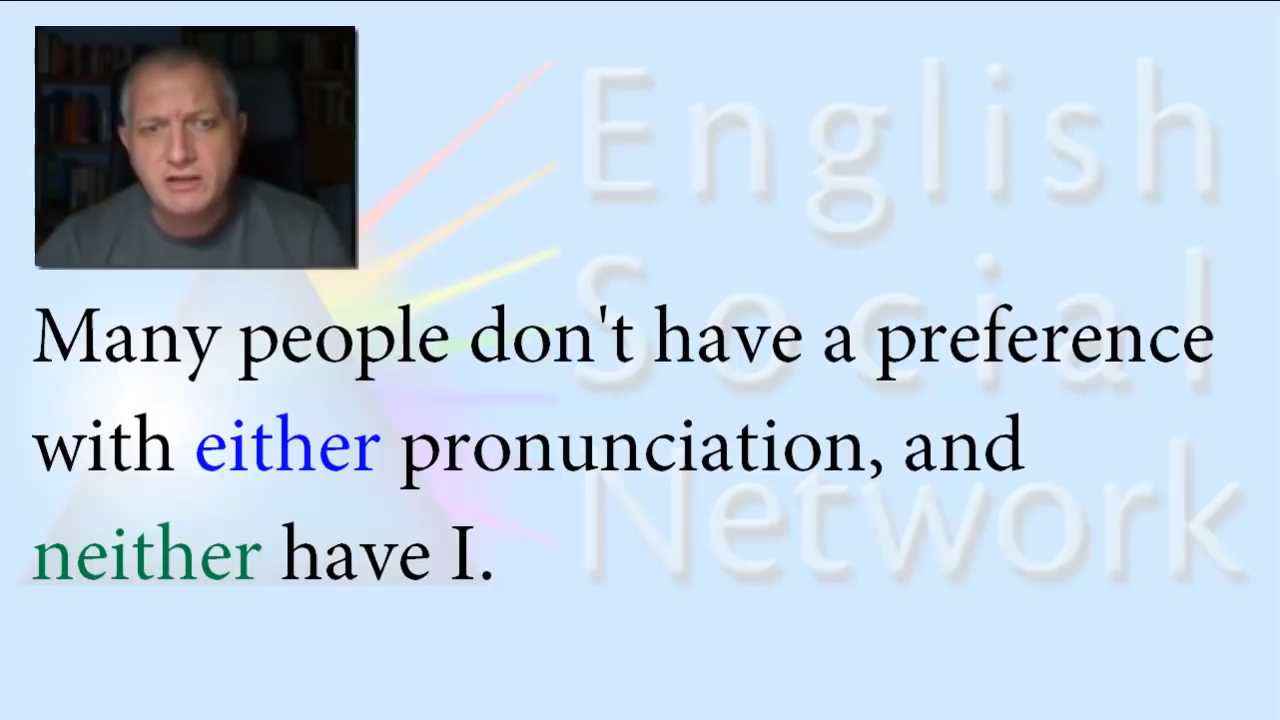 English
Social
Network
Many people don't have a preference
with either pronunciation, and
neither have I.